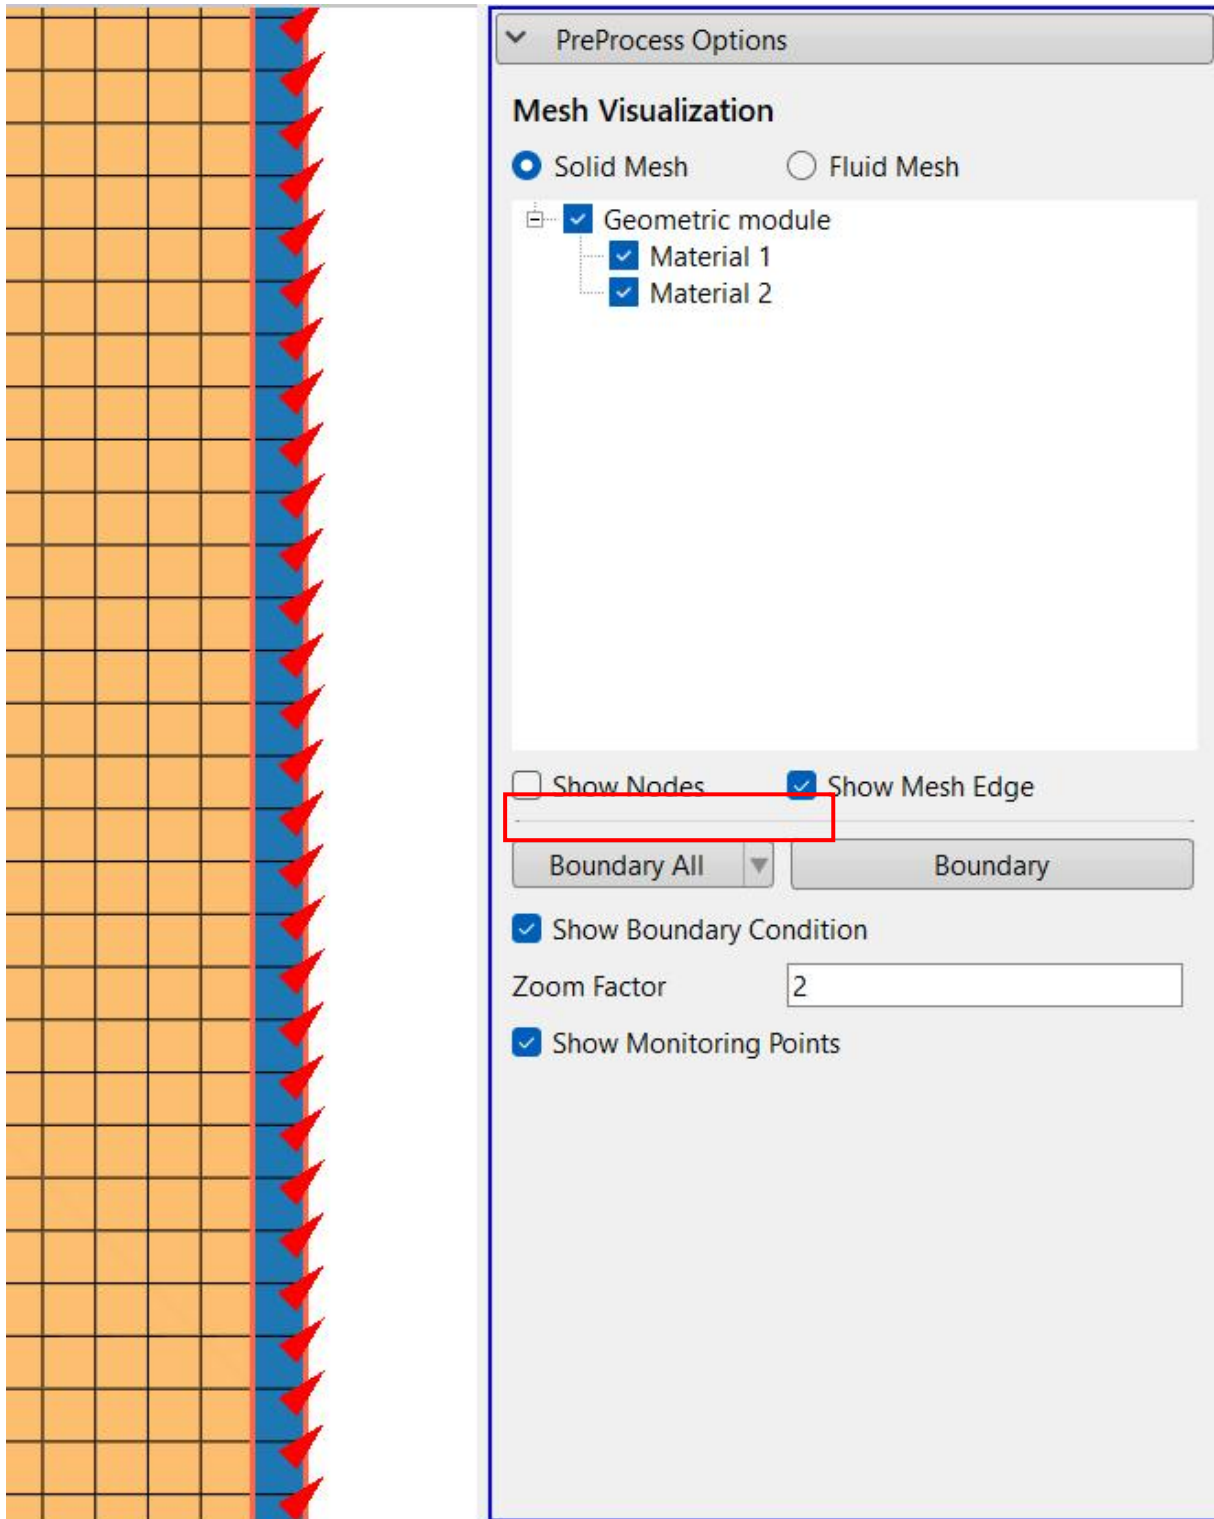 PreProcess Options
Mesh Visualization
Solid Mesh Fluid Mesh
Geometric module
Material 1
Material 2
Show Nodes Show Mesh Edge
Boundary All Boundary
Show Boundary Condition
Zoom Factor 2
Show Monitoring Points